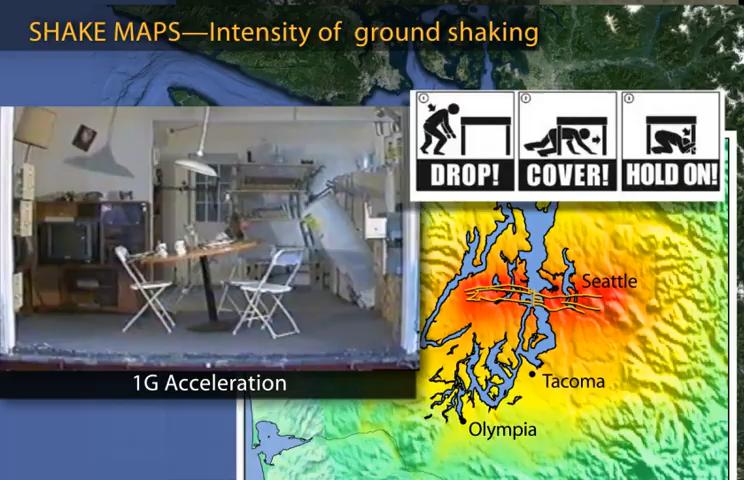 SHAKE MAPS—Intensity of ground shaking
DROP!
COVER!
HOLD ON!
Seattle
1G Acceleration
Tacoma
Olympia